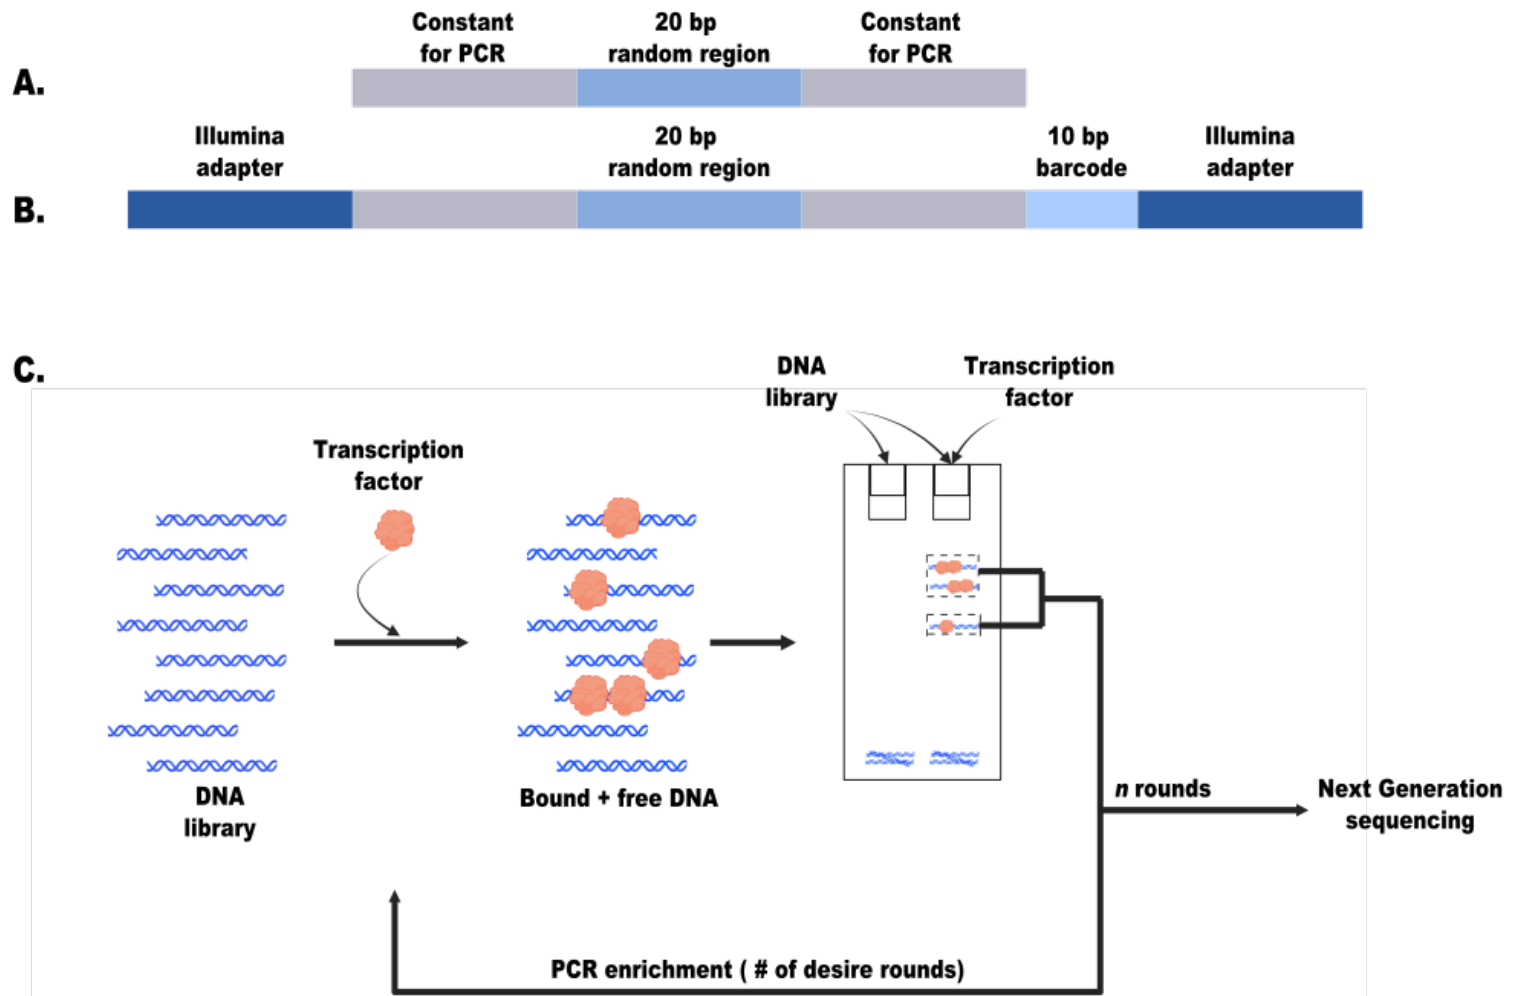 Constant
for PCR
20 bp
random region
Constant
for PCR
A.
Illumina
adapter
20 bp
random region
10 bp
barcode
Illumina
adapter
B.
C.
DNA
library
Transcription
factor
Transcription
factor
DNA
library
Bound + free DNA
n rounds
Next Generation
sequencing
PCR enrichment ( # of desire rounds)